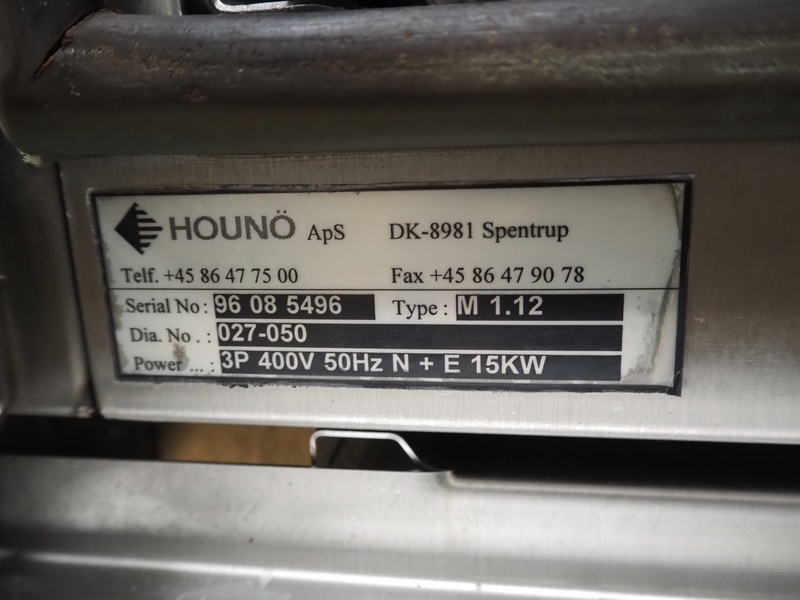 HOUNÖ ApS DK-8981 Spentrup
Telf. +45 86 47 75 00 Fax +45 86 47 90 78
Serial No : 96 08 5496 Type : M 1.12
Dia. No . : 027-050
Power ... : 3P 400V 50Hz N + E 15KW